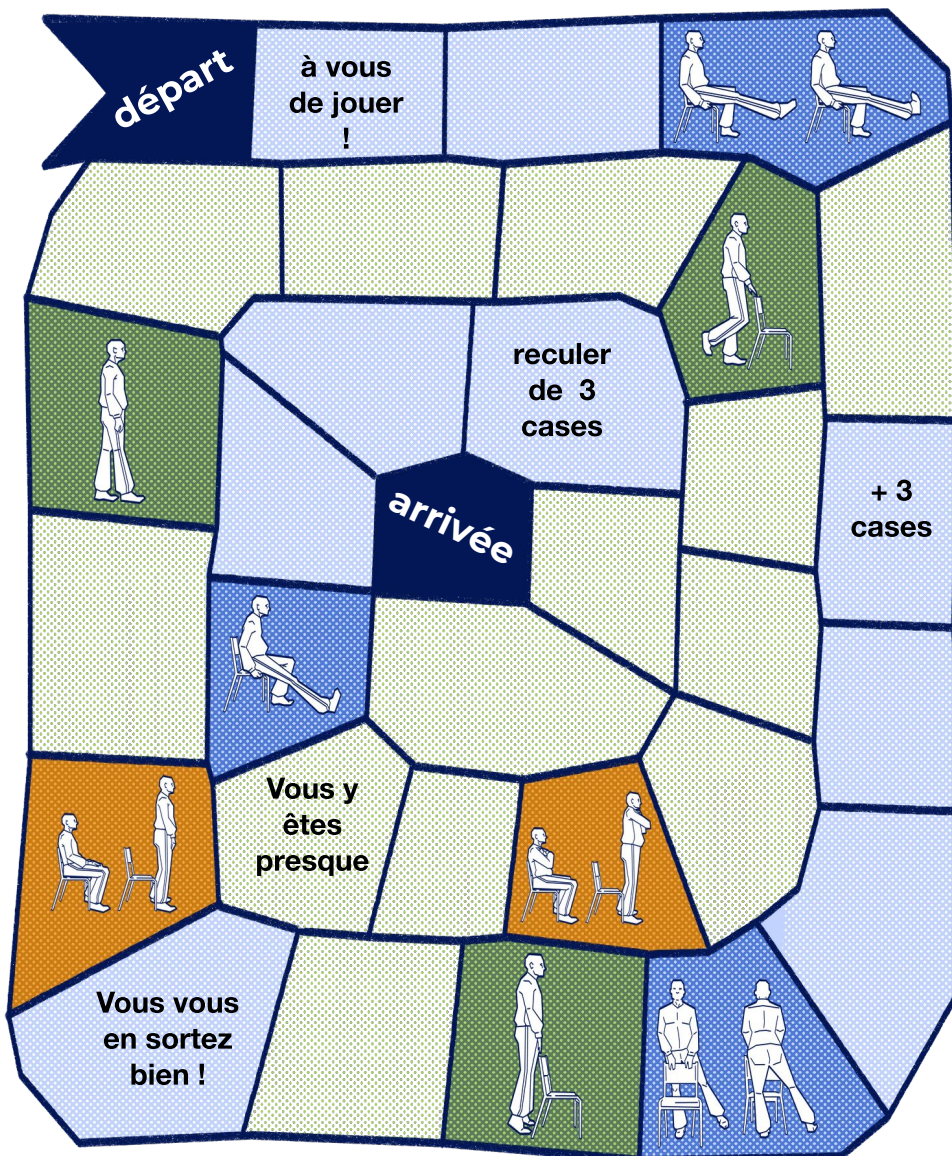 départ
à vous
de jouer
!
reculer
de 3
cases
+ 3
cases
arrivée
Vous y
êtes
presque
Vous vous
en sortez
bien !